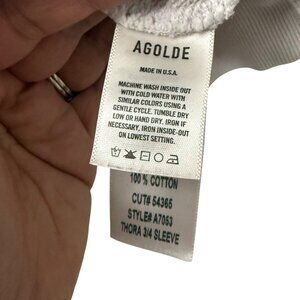 AGOLDE
MADE IN U.S.A.
MACHINE WASH INSIDE OUT
WITH COLD WATER WITH
SIMILAR COLORS USING A
GENTLE CYCLE. TUMBLE DRY
LOW OR HAND DRY. IRON IF
NECESSARY, IRON INSIDE-OUT
ON LOWEST SETTING.
100% COTTON
CUT# 54365
STYLE# A7053
THORA 3/4 SLEEVE